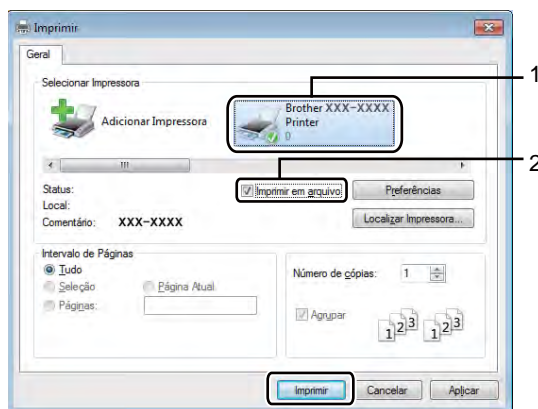 Imprimir
Geral
Selecionar Impressora
1
Adicionar Impressora
Brother XXX-XXXX
Printer
0
2
Status:
Imprimir em arquivo
Preferências
Local:
Comentário: XXX-XXXX
Localizar Impressora...
Intervalo de Páginas
Tudo
Seleção
Página Atual
Páginas:
Número de cópias: 1
Agrupar
1 2 3 1 2 3
Imprimir
Cancelar
Aplicar